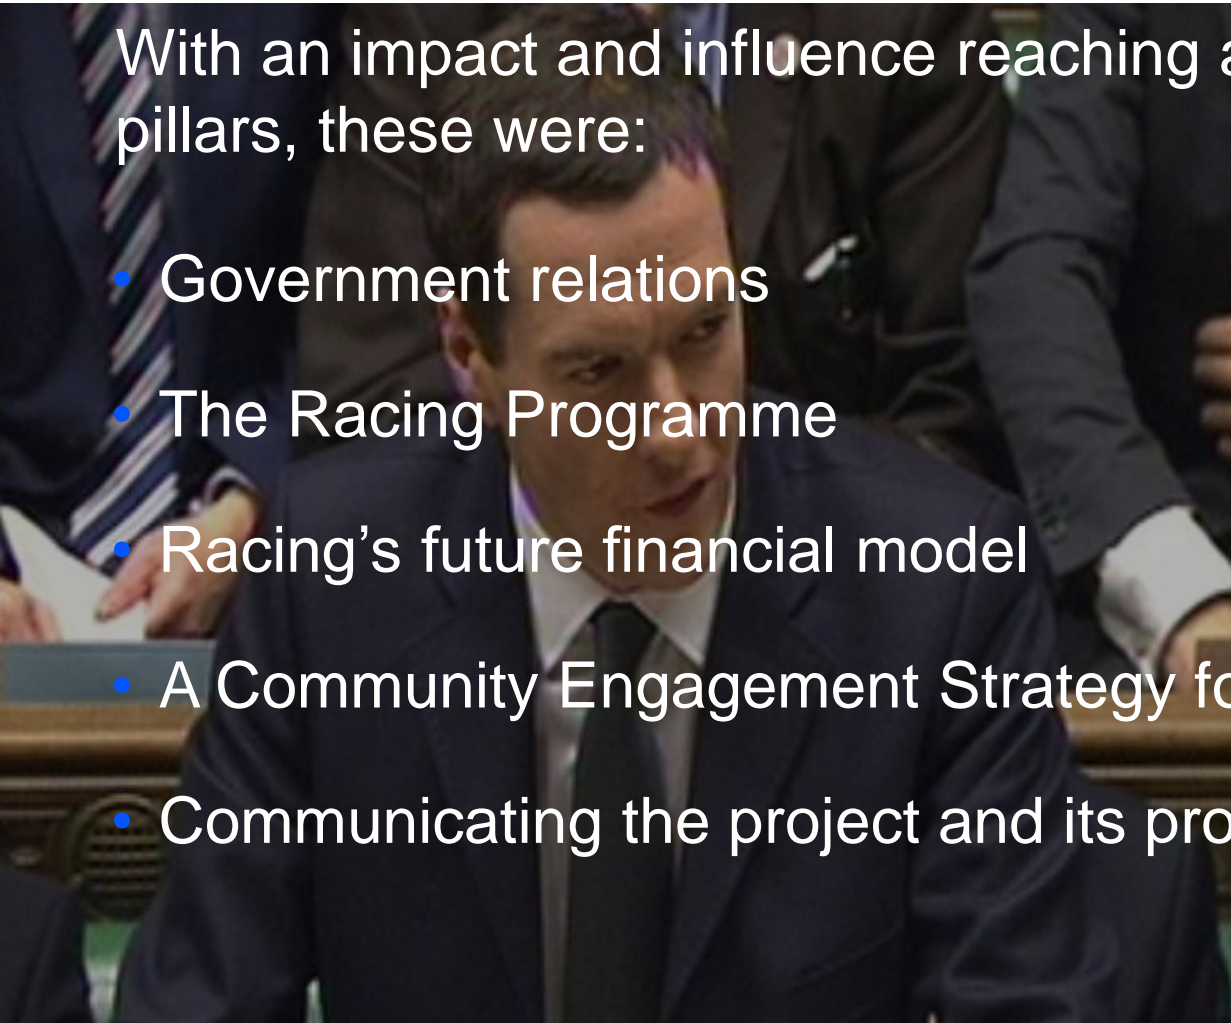 With an impact and influence reaching
pillars, these were:
• Government relations
• The Racing Programme
• Racing’s future financial model
• A Community Engagement Strategy
• Communicating the project and its